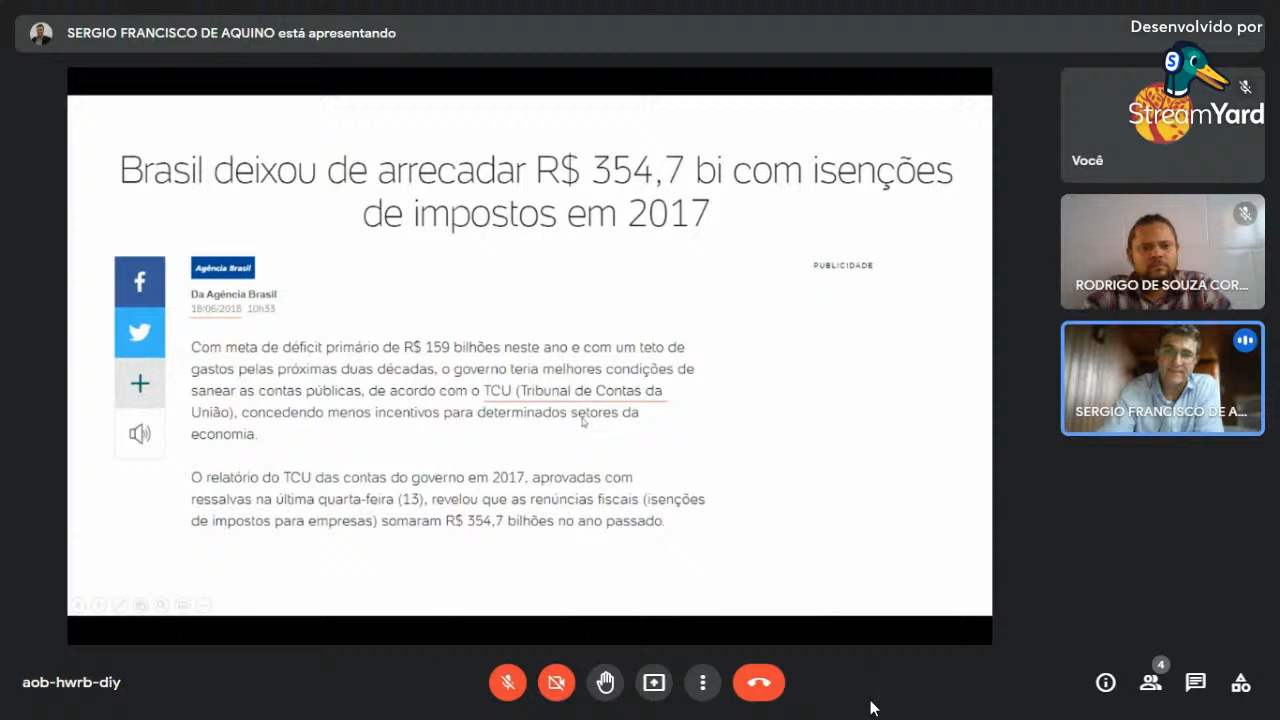 SERGIO FRANCISCO DE AQUINO está apresentando
Desenvolvido por
StreamYard
Você
RODRIGO DE SOUZA COR...
SERGIO FRANCISCO DE A...
Brasil deixou de arrecadar R$ 354,7 bi com isenções
de impostos em 2017
Agência Brasil
PUBLICIDADE
Da Agência Brasil
18/06/2018 10h33
Com meta de déficit primário de R$ 159 bilhões neste ano e com um teto de
gastos pelas próximas duas décadas, o governo teria melhores condições de
sanear as contas públicas, de acordo com o TCU (Tribunal de Contas da
União), concedendo menos incentivos para determinados setores da
economia.
O relatório do TCU das contas do governo em 2017, aprovadas com
ressalvas na última quarta-feira (13), revelou que as renúncias fiscais (isenções
de impostos para empresas) somaram R$ 354,7 bilhões no ano passado.
aob-hwrb-diy
4